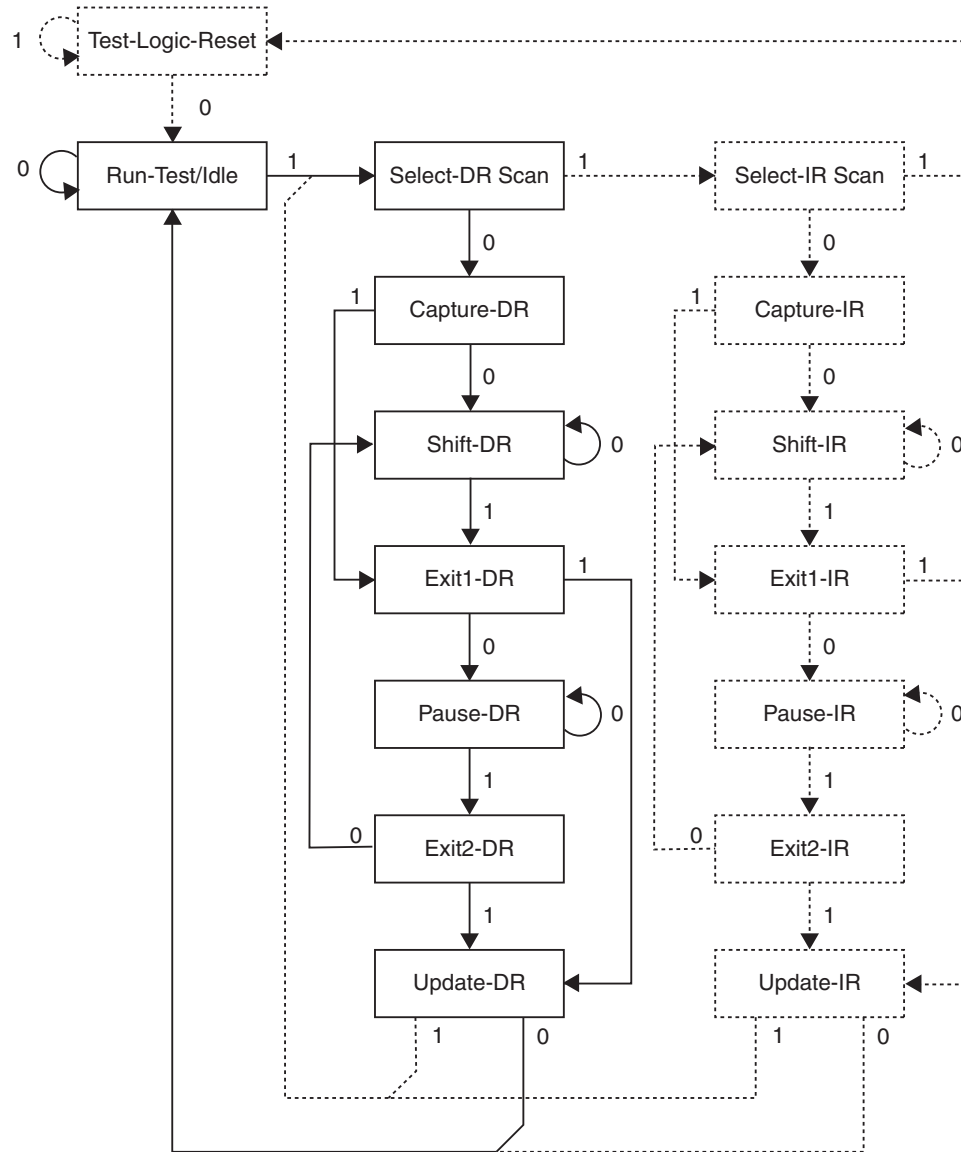 1
Test-Logic-Reset
0
0
Run-Test/Idle
1
Select-DR Scan
1
Select-IR Scan
1
0
0
1
Capture-DR
1
Capture-IR
0
0
Shift-DR
0
Shift-IR
0
1
1
Exit1-DR
1
Exit1-IR
1
0
0
Pause-DR
0
Pause-IR
0
1
1
0
Exit2-DR
0
Exit2-IR
1
1
Update-DR
Update-IR
1
0
1
0